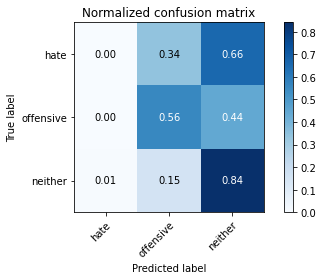 Normalized confusion matrix
True label
hate
offensive
neither
0.00 0.34 0.66
0.00 0.56 0.44
0.01 0.15 0.84
hate
offensive
neither
Predicted label
0.8
0.7
0.6
0.5
0.4
0.3
0.2
0.1
0.0